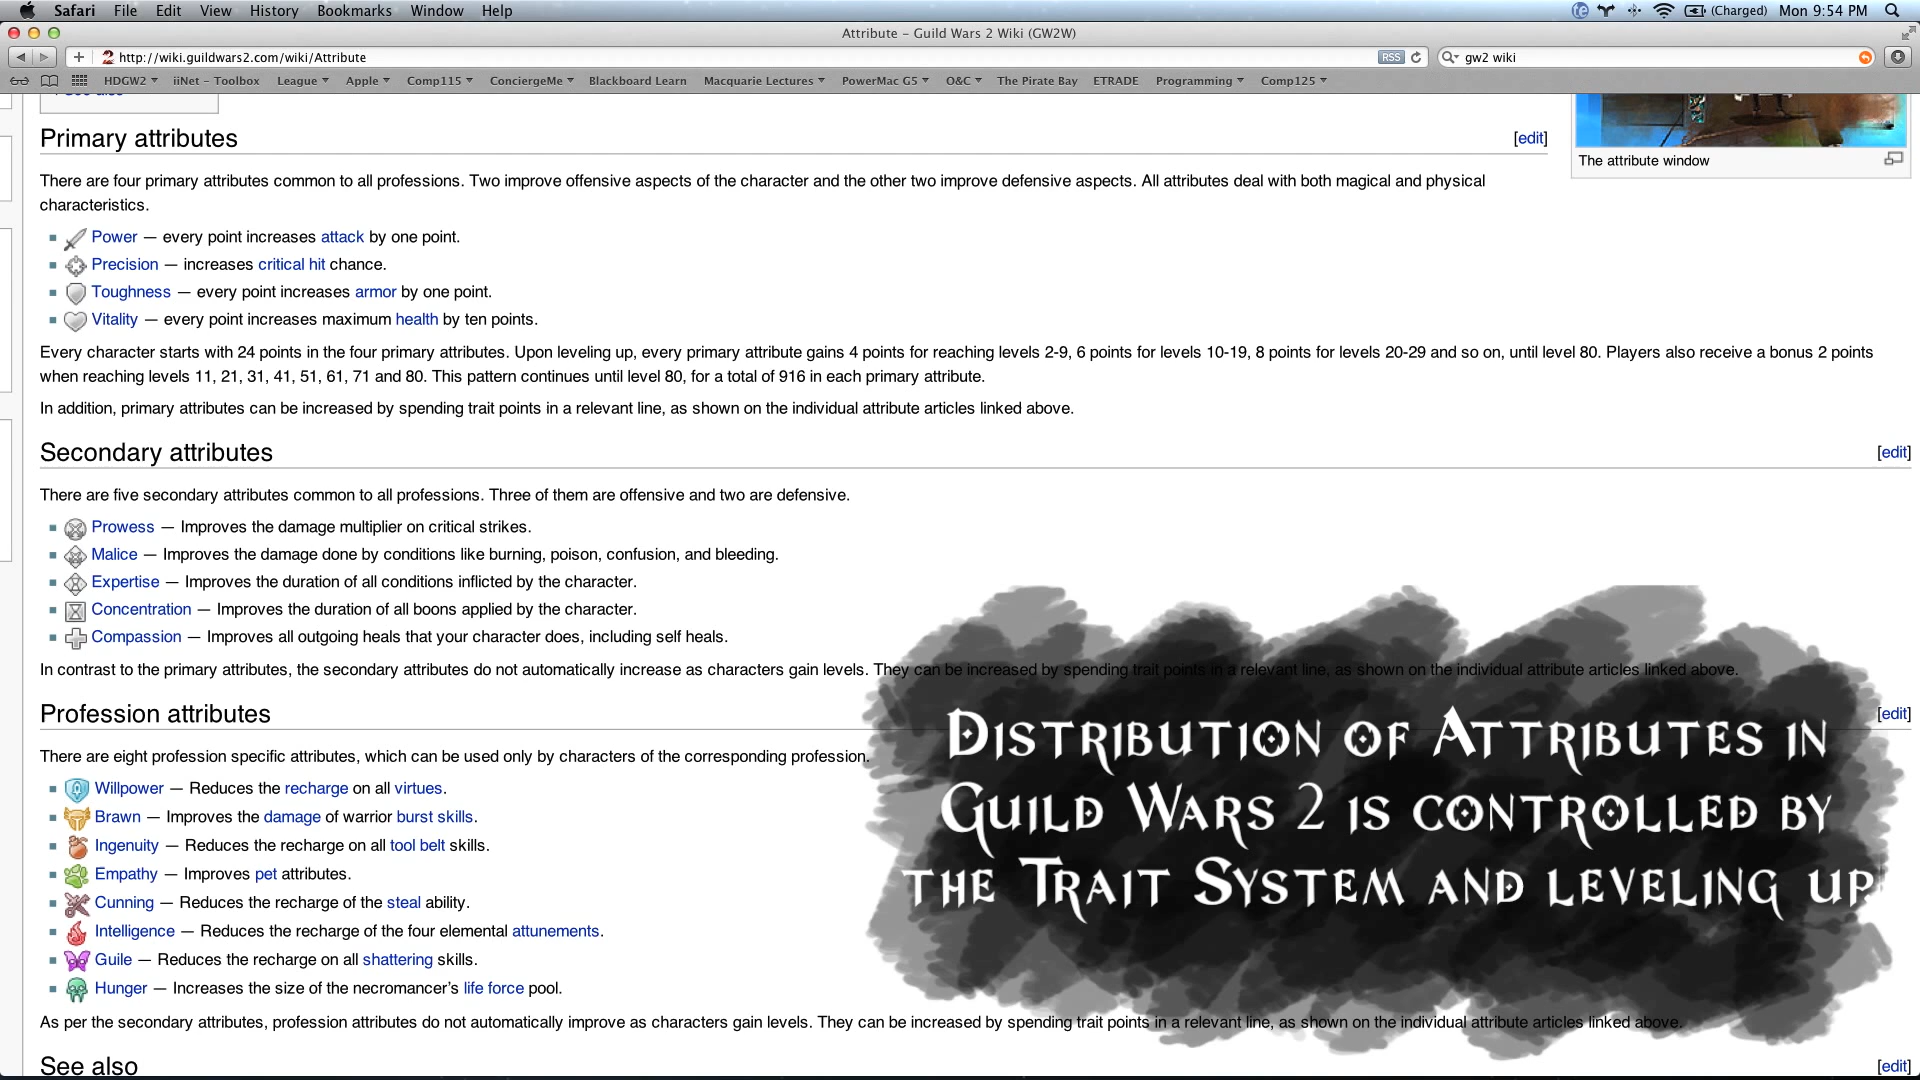 Safari File Edit View History Bookmarks Window Help (Charged) Mon 9:54 PM
Attribute – Guild Wars 2 Wiki (GW2W)
http://wiki.guildwars2.com/wiki/Attribute RSS gw2 wiki
HDGW2 iiNet – Toolbox League Apple Comp115 ConciergeMe Blackboard Learn Macquarie Lectures PowerMac G5 O&C The Pirate Bay ETRADE Programming Comp125
Primary attributes [edit]
The attribute window
There are four primary attributes common to all professions. Two improve offensive aspects of the character and the other two improve defensive aspects. All attributes deal with both magical and physical
characteristics.
Power — every point increases attack by one point.
Precision — increases critical hit chance.
Toughness — every point increases armor by one point.
Vitality — every point increases maximum health by ten points.
Every character starts with 24 points in the four primary attributes. Upon leveling up, every primary attribute gains 4 points for reaching levels 2-9, 6 points for levels 10-19, 8 points for levels 20-29 and so on, until level 80. Players also receive a bonus 2 points
when reaching levels 11, 21, 31, 41, 51, 61, 71 and 80. This pattern continues until level 80, for a total of 916 in each primary attribute.
In addition, primary attributes can be increased by spending trait points in a relevant line, as shown on the individual attribute articles linked above.
Secondary attributes [edit]
There are five secondary attributes common to all professions. Three of them are offensive and two are defensive.
Prowess — Improves the damage multiplier on critical strikes.
Malice — Improves the damage done by conditions like burning, poison, confusion, and bleeding.
Expertise — Improves the duration of all conditions inflicted by the character.
Concentration — Improves the duration of all boons applied by the character.
Compassion — Improves all outgoing heals that your character does, including self heals.
In contrast to the primary attributes, the secondary attributes do not automatically increase as characters gain levels. They can be increased by spending trait points in a relevant line, as shown on the individual attribute articles linked above.
Profession attributes [edit]
There are eight profession specific attributes, which can be used only by characters of the corresponding profession.
Willpower — Reduces the recharge on all virtues.
Brawn — Improves the damage of warrior burst skills.
Ingenuity — Reduces the recharge on all tool belt skills.
Empathy — Improves pet attributes.
Cunning — Reduces the recharge of the steal ability.
Intelligence — Reduces the recharge of the four elemental attunements.
Guile — Reduces the recharge on all shattering skills.
Hunger — Increases the size of the necromancer's life force pool.
Distribution of Attributes in
Guild Wars 2 is controlled by
the Trait System and leveling up
As per the secondary attributes, profession attributes do not automatically improve as characters gain levels. They can be increased by spending trait points in a relevant line, as shown on the individual attribute articles linked above.
See also [edit]